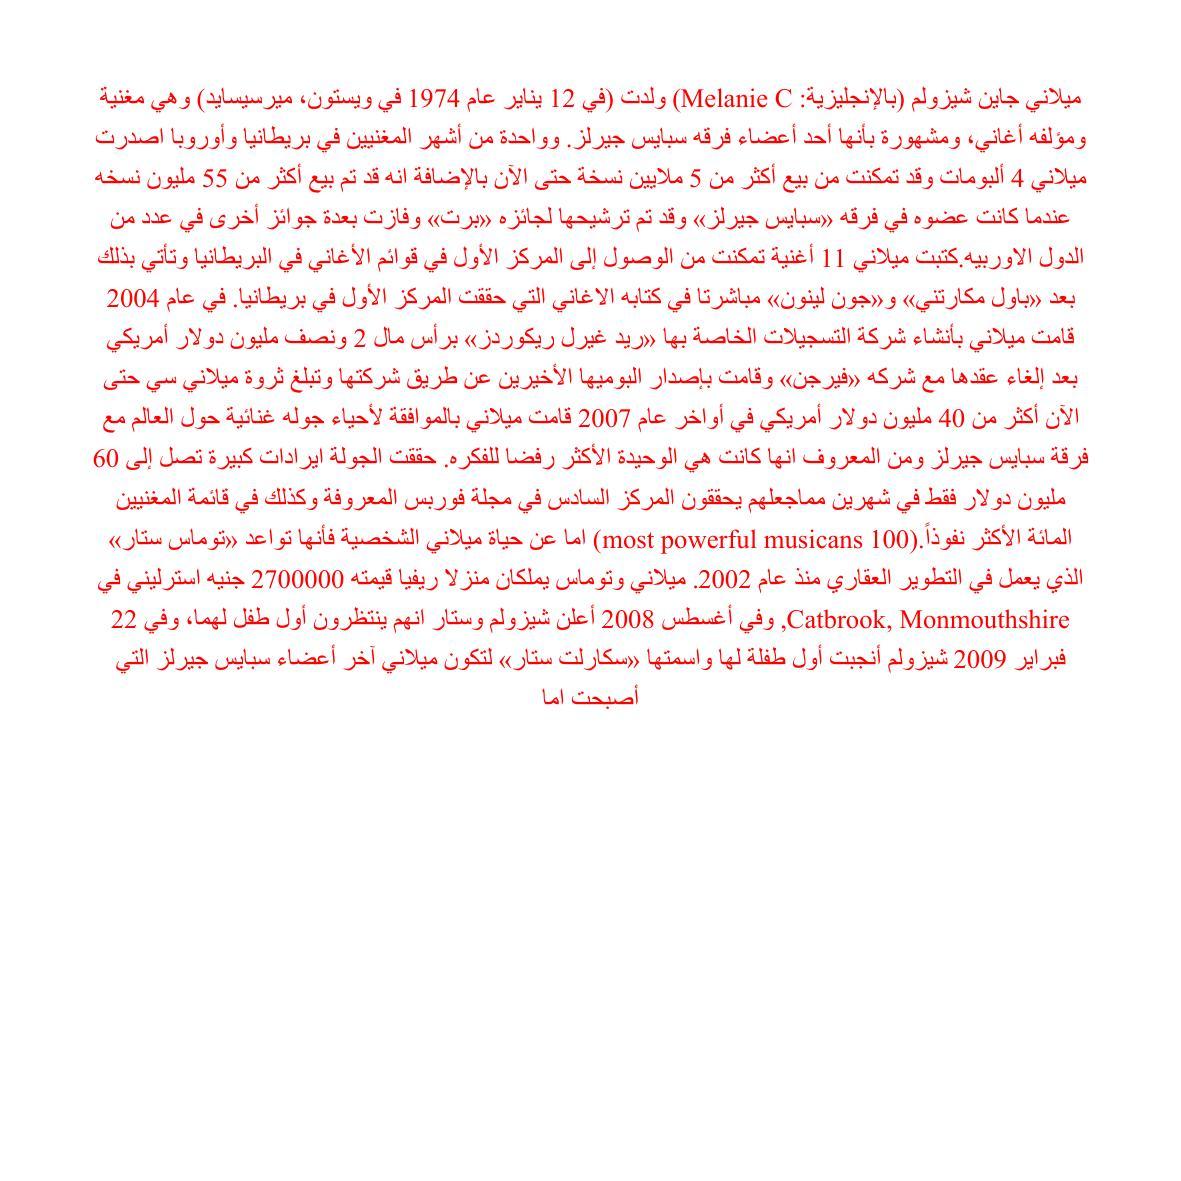 ميلاني جاين شيزولم (بالإنجليزية: Melanie C) ولدت (في 12 يناير عام 1974 في ويستون، ميرسيسايد) وهي مغنية
ومؤلفه أغاني، ومشهورة بأنها أحد أعضاء فرقه سبايس جيرلز. وواحدة من أشهر المغنيين في بريطانيا وأوروبا اصدرت
ميلاني 4 ألبومات وقد تمكنت من بيع أكثر من 5 ملايين نسخة حتى الآن بالإضافة انه قد تم بيع أكثر من 55 مليون نسخه
عندما كانت عضوه في فرقه «سبايس جيرلز» وقد تم ترشيحها لجائزه «برت» وفازت بعدة جوائز أخرى في عدد من
الدول الاوربيه.كتبت ميلاني 11 أغنية تمكنت من الوصول إلى المركز الأول في قوائم الأغاني في البريطانيا وتأتي بذلك
بعد «باول مكارتني» و«جون لينون» مباشرتا في كتابه الاغاني التي حققت المركز الأول في بريطانيا. في عام 2004
قامت ميلاني بأنشاء شركة التسجيلات الخاصة بها «ريد غيرل ريكوردز» برأس مال 2 ونصف مليون دولار أمريكي
بعد إلغاء عقدها مع شركه «فيرجن» وقامت بإصدار البوميها الأخيرين عن طريق شركتها وتبلغ ثروة ميلاني سي حتى
الآن أكثر من 40 مليون دولار أمريكي في أواخر عام 2007 قامت ميلاني بالموافقة لأحياء جوله غنائية حول العالم مع
فرقة سبايس جيرلز ومن المعروف انها كانت هي الوحيدة الأكثر رفضا للفكره. حققت الجولة ايرادات كبيرة تصل إلى 60
مليون دولار فقط في شهرين مماجعلهم يحققون المركز السادس في مجلة فوربس المعروفة وكذلك في قائمة المغنيين
المائة الأكثر نفوذاً.(100 most powerful musicans) اما عن حياة ميلاني الشخصية فأنها تواعد «توماس ستار»
الذي يعمل في التطوير العقاري منذ عام 2002. ميلاني وتوماس يملكان منزلا ريفيا قيمته 2700000 جنيه استرليني في
Catbrook, Monmouthshire, وفي أغسطس 2008 أعلن شيزولم وستار انهم ينتظرون أول طفل لهما، وفي 22
فبراير 2009 شيزولم أنجبت أول طفلة لها واسمتها «سكارلت ستار» لتكون ميلاني آخر أعضاء سبايس جيرلز التي
أصبحت اما